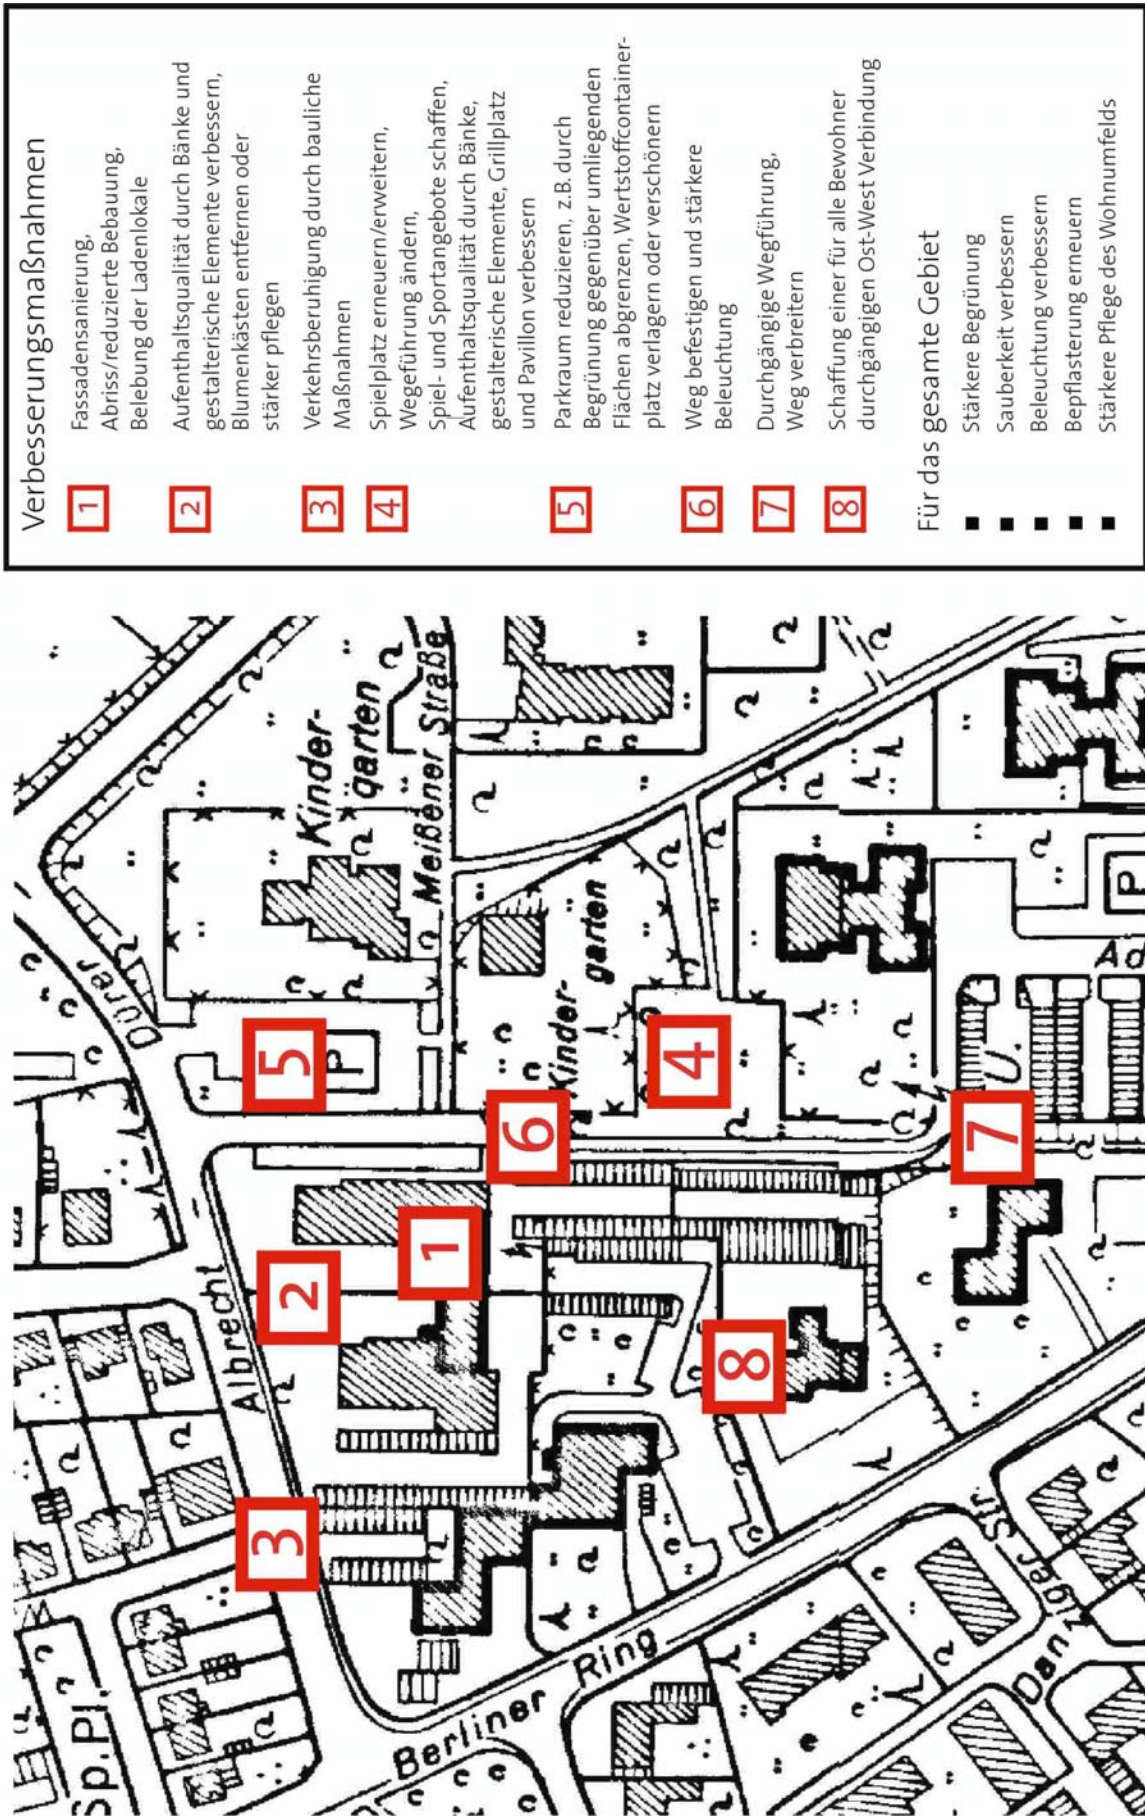 Verbesserungsmaßnahmen
1
Fassadensanierung,
Abriss/reduzierte Bebauung,
Belebung der Ladenlokale
2
Aufenthaltsqualität durch Bänke und
gestalterische Elemente verbessern,
Blumenkästen entfernen oder
stärker pflegen
3
Verkehrsberuhigung durch bauliche
Maßnahmen
4
Spielplatz erneuern/erweitern,
Wegeführung ändern,
Spiel- und Sportangebote schaffen,
Aufenthaltsqualität durch Bänke,
gestalterische Elemente, Grillplatz
und Pavillon verbessern
5
Parkraum reduzieren, z.B. durch
Begrünung gegenüber umliegenden
Flächen abgrenzen, Wertstoffcontainer-
platz verlagern oder verschönern
6
Weg befestigen und stärkere
Beleuchtung
7
Durchgängige Wegführung,
Weg verbreitern
8
Schaffung einer für alle Bewohner
durchgängigen Ost-West Verbindung
Für das gesamte Gebiet
Stärkere Begrünung
Sauberkeit verbessern
Beleuchtung verbessern
Bepflasterung erneuern
Stärkere Pflege des Wohnumfelds
Sp.Pl.
3
Albrecht
2
Dürer
5
P
Kinder-
garten
Meißener Straße
1
6
Kinder-
garten
4
8
7
Berliner
Ring
U.
Ad
P